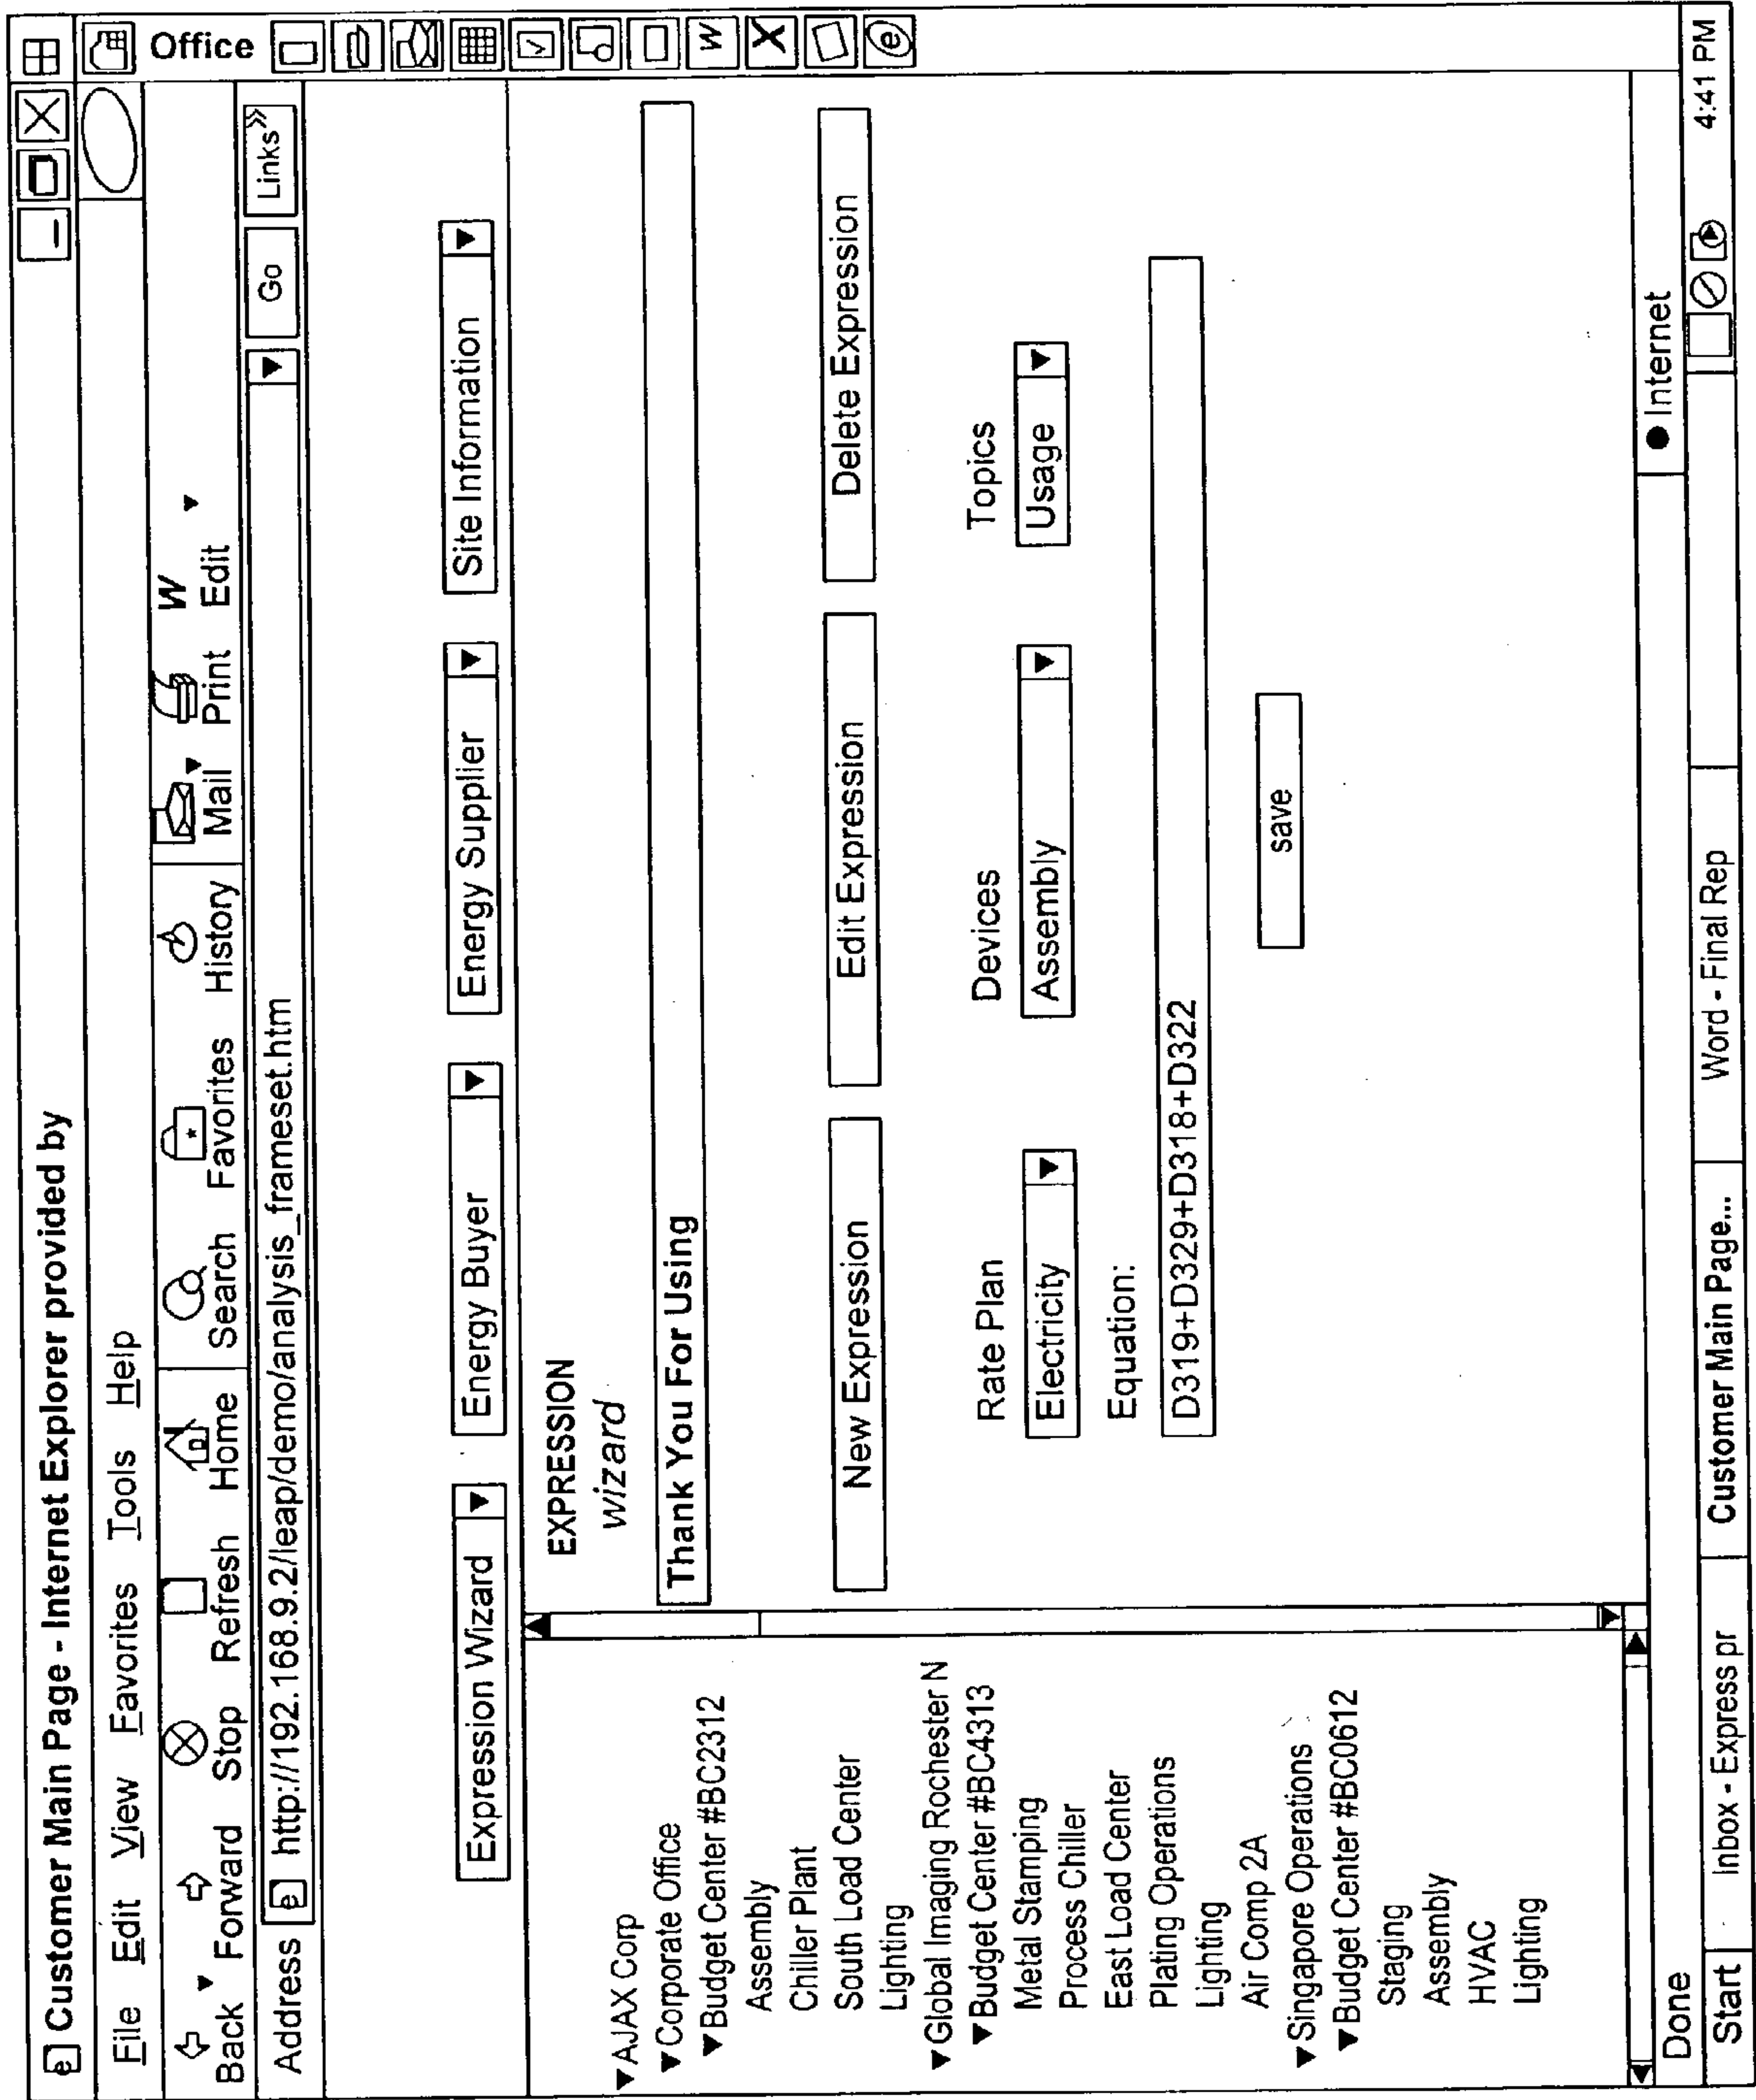 Customer Main Page - Internet Explorer provided by
File Edit View Favorites Tools Help
Office
Back Forward Stop Refresh Home Search Favorites History Mail Print Edit
Address http://192.168.9.2/leap/demo/analysis_frameset.htm Go Links»
Expression Wizard Energy Buyer Energy Supplier Site Information
▼AJAX Corp
▼Corporate Office
▼Budget Center #BC2312
Assembly
Chiller Plant
South Load Center
Lighting
▼Global Imaging Rochester N
▼Budget Center #BC4313
Metal Stamping
Process Chiller
East Load Center
Plating Operations
Lighting
Air Comp 2A
▼Singapore Operations
▼Budget Center #BC0612
Staging
Assembly
HVAC
Lighting
EXPRESSION
wizard
Thank You For Using
New Expression Edit Expression Delete Expression
Rate Plan Devices Topics
Electricity Assembly Usage
Equation:
D319+D329+D318+D322
save
Done Internet
Start Inbox - Express pr Customer Main Page... Word - Final Rep 4:41 PM